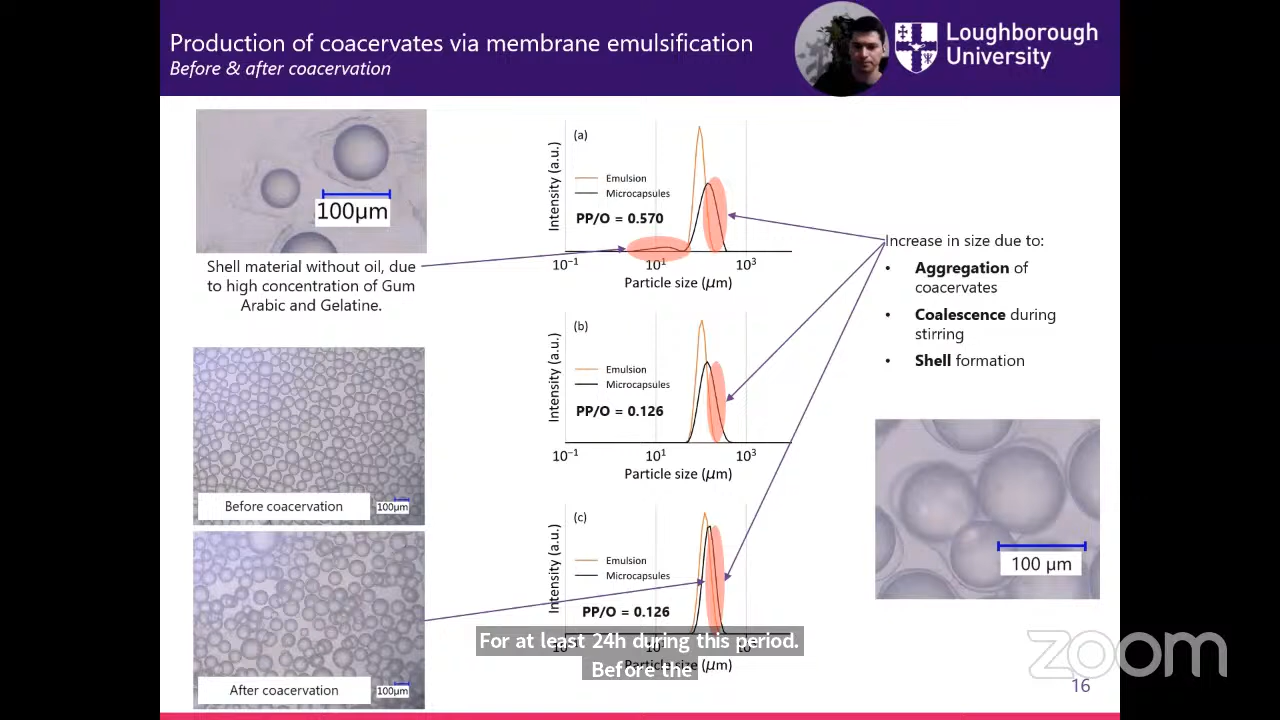 Production of coacervates via membrane emulsification
Before & after coacervation
Loughborough
University
100μm
Shell material without oil, due
to high concentration of Gum
Arabic and Gelatine.
Before coacervation
100μm
After coacervation
100μm
(a)
Intensity (a.u.)
Emulsion
Microcapsules
PP/O = 0.570
10⁻¹
10¹
10³
Particle size (μm)
(b)
Intensity (a.u.)
Emulsion
Microcapsules
PP/O = 0.126
10⁻¹
10¹
10³
Particle size (μm)
(c)
Intensity (a.u.)
Emulsion
Microcapsules
PP/O = 0.126
Particle size (μm)
For at least 24h during this period.
Before the
Increase in size due to:
• Aggregation of
coacervates
• Coalescence during
stirring
• Shell formation
100 μm
zoom
16